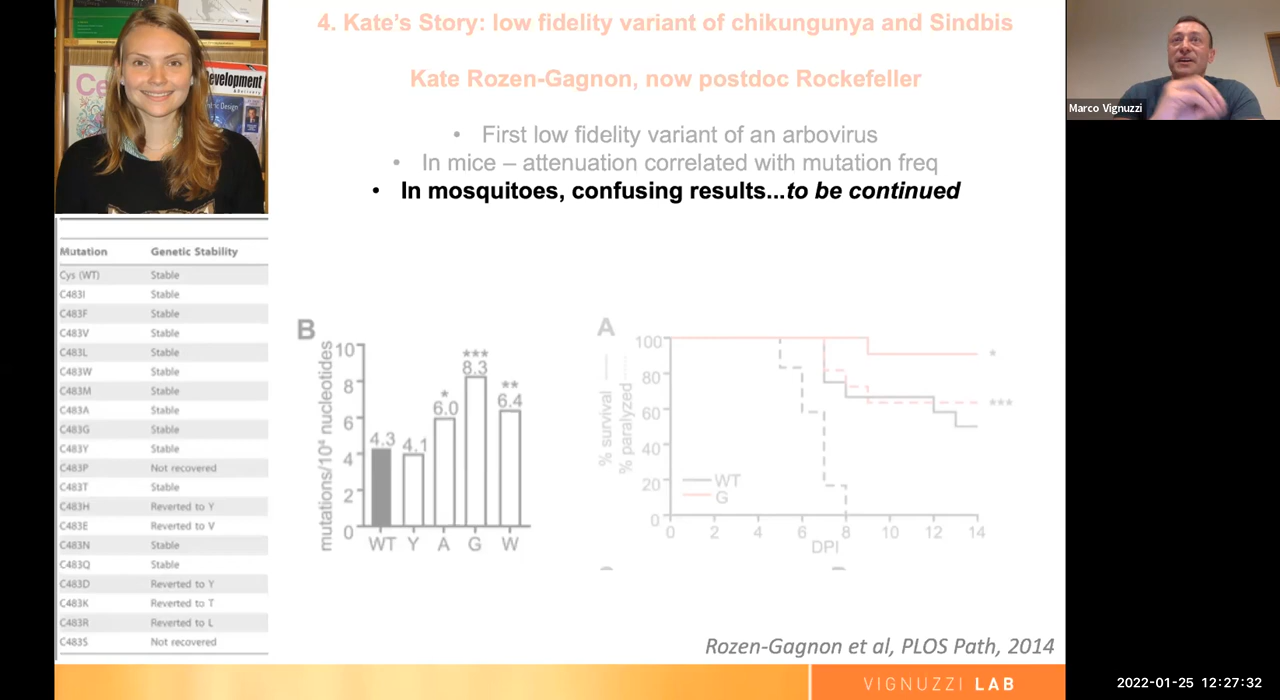 4. Kate's Story: low fidelity variant of chikungunya and Sindbis
Kate Rozen-Gagnon, now postdoc Rockefeller
• First low fidelity variant of an arbovirus
• In mice – attenuation correlated with mutation freq
• In mosquitoes, confusing results...to be continued
Marco Vignuzzi
Development
Mutation Genetic Stability
Cys (WT) Stable
C483I Stable
C483F Stable
C483V Stable
C483L Stable
C483W Stable
C483M Stable
C483A Stable
C483G Stable
C483Y Stable
C483P Not recovered
C483T Stable
C483H Reverted to Y
C483E Reverted to V
C483N Stable
C483Q Stable
C483D Reverted to Y
C483K Reverted to T
C483R Reverted to L
C483S Not recovered
B
mutations/10⁴ nucleotides
10
8
6
4
2
0
4.3
4.1
*
6.0
***
8.3
**
6.4
WT Y A G W
A
% survival
% paralyzed
100
80
60
40
20
0
*
***
WT
G
0 2 4 6 8 10 12 14
DPI
Rozen-Gagnon et al, PLOS Path, 2014
VIGNUZZI LAB
2022-01-25 12:27:32